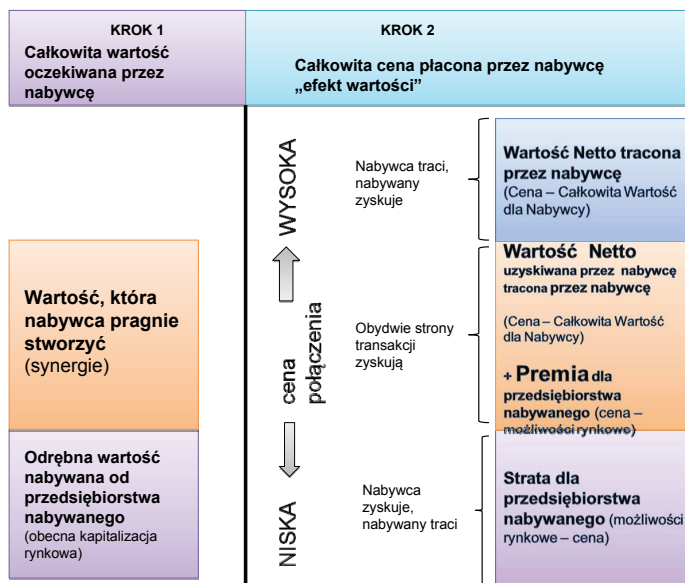 KROK 1
Całkowita wartość
oczekiwana przez
nabywcę
KROK 2
Całkowita cena płacona przez nabywcę
„efekt wartości”
Wartość, która
nabywca pragnie
stworzyć
(synergie)
Odrębna wartość
nabywana od
przedsiębiorstwa
nabywanego
(obecna kapitalizacja
rynkowa)
WYSOKA
cena
połączenia
NISKA
Nabywca traci,
nabywany
zyskuje
Obydwie strony
transakcji
zyskują
Nabywca
zyskuje,
nabywany traci
Wartość Netto tracona
przez nabywcę
(Cena – Całkowita Wartość
dla Nabywcy)
Wartość Netto
uzyskiwana przez nabywcę
tracona przez nabywcę
(Cena – Całkowita Wartość
dla Nabywcy)
+ Premia dla
przedsiębiorstwa
nabywanego (cena –
możliwości rynkowe)
Strata dla
przedsiębiorstwa
nabywanego (możliwości
rynkowe – cena)